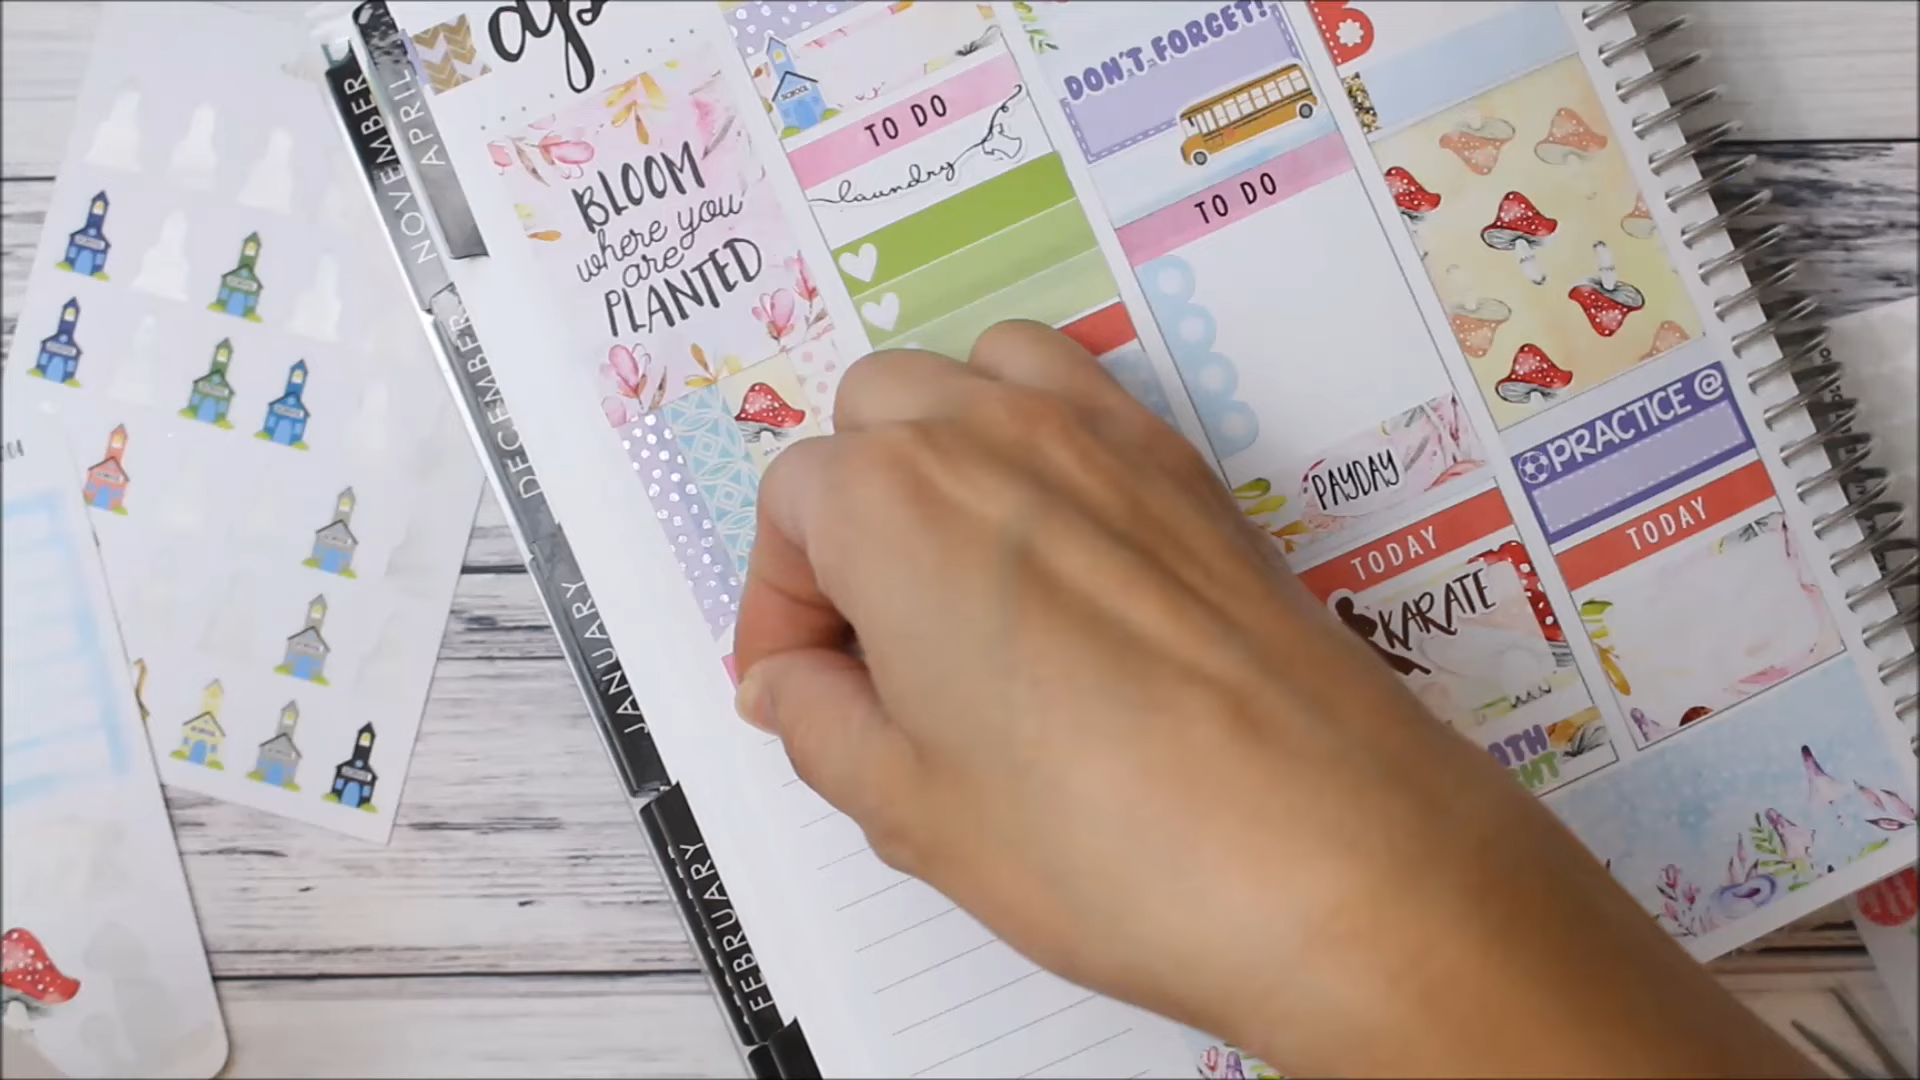 NOVEMBER
APRIL
DECEMBER
JANUARY
FEBRUARY
BLOOM
where you
are
PLANTED
SCHOOL
TO DO
laundry
DON'T FORGET!
TO DO
PAYDAY
TODAY
KARATE
PRACTICE @
TODAY